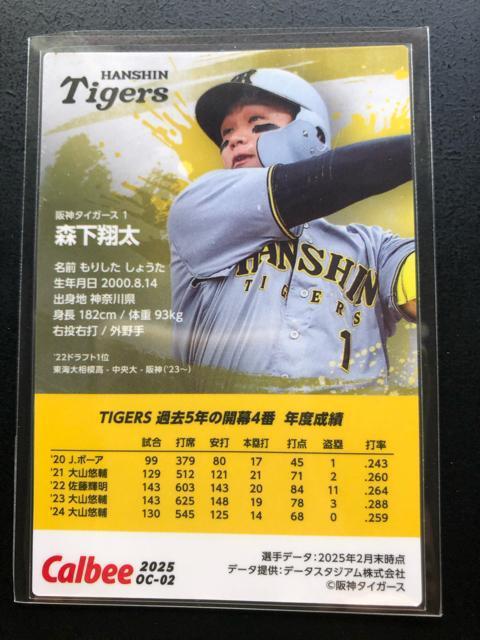 HANSHIN
Tigers
HANSHIN
TIGERS
1
阪神タイガース 1
森下翔太
名前 もりした しょうた
生年月日 2000.8.14
出身地 神奈川県
身長 182cm / 体重 93kg
右投右打 / 外野手
'22ドラフト1位
東海大相模高 - 中央大 - 阪神('23～)
TIGERS 過去5年の開幕4番 年度成績
試合 打席 安打 本塁打 打点 盗塁 打率
'20 J.ボーア 99 379 80 17 45 1 .243
'21 大山悠輔 129 512 121 21 71 2 .260
'22 佐藤輝明 143 603 143 20 84 11 .264
'23 大山悠輔 143 625 148 19 78 3 .288
'24 大山悠輔 130 545 125 14 68 0 .259
Calbee 2025
OC-02
選手データ：2025年2月末時点
データ提供：データスタジアム株式会社
©阪神タイガース